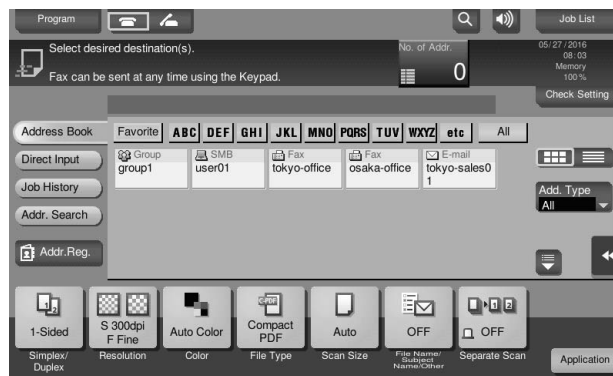 Program
Job List
Select desired destination(s).
No. of Addr.
05/27/2016
08:03
Fax can be sent at any time using the Keypad.
0
Memory
100%
Check Setting
Address Book
Favorite ABC DEF GHI JKL MNO PQRS TUV WXYZ etc All
Direct Input
Group
group1
SMB
user01
Fax
tokyo-office
Fax
osaka-office
E-mail
tokyo-sales0
1
Job History
Add. Type
All
Addr. Search
Addr.Reg.
1-Sided
S 300dpi
F Fine
Auto Color
Compact
PDF
Auto
OFF
OFF
Simplex/
Duplex
Resolution
Color
File Type
Scan Size
File Name/
Subject
Name/Other
Separate Scan
Application